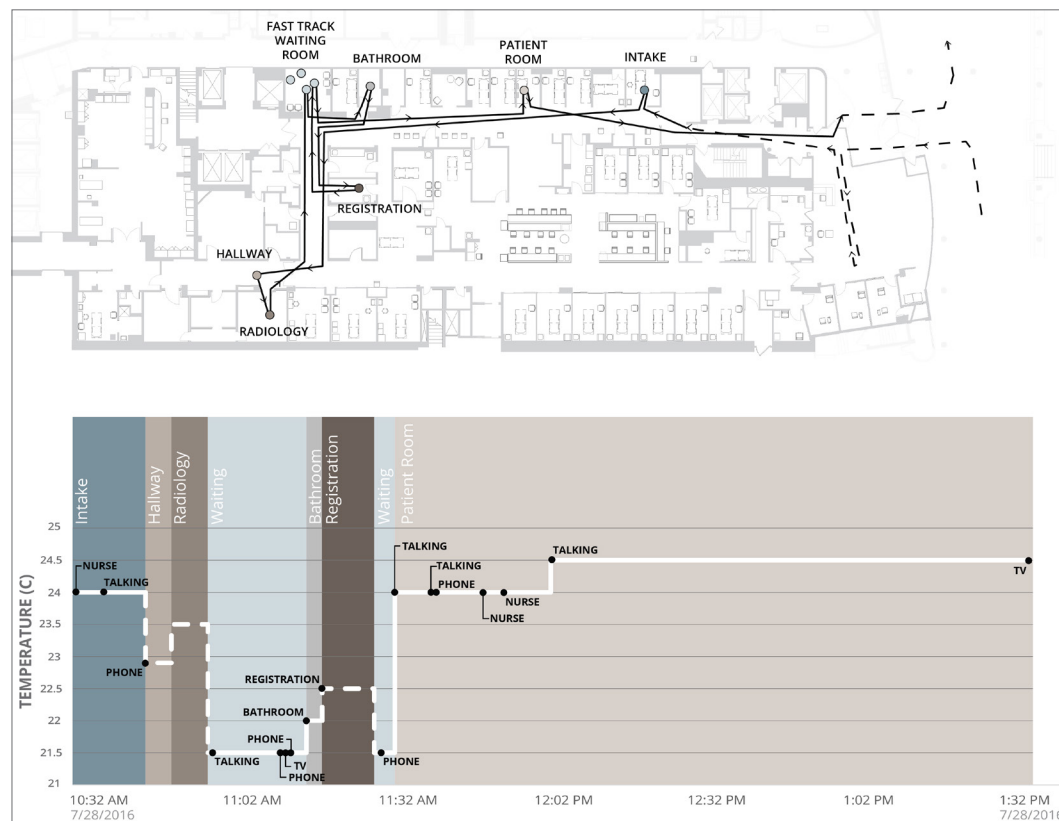 FAST TRACK
WAITING
ROOM
BATHROOM
PATIENT
ROOM
INTAKE
REGISTRATION
HALLWAY
RADIOLOGY
Intake
Hallway
Radiology
Waiting
Bathroom
Registration
Waiting
Patient Room
TEMPERATURE (C)
25
24.5
24
23.5
23
22.5
22
21.5
21
NURSE
TALKING
PHONE
TALKING
PHONE
TV
PHONE
BATHROOM
REGISTRATION
PHONE
TALKING
TALKING
PHONE
NURSE
NURSE
TALKING
TV
10:32 AM
11:02 AM
11:32 AM
12:02 PM
12:32 PM
1:02 PM
1:32 PM
7/28/2016
7/28/2016